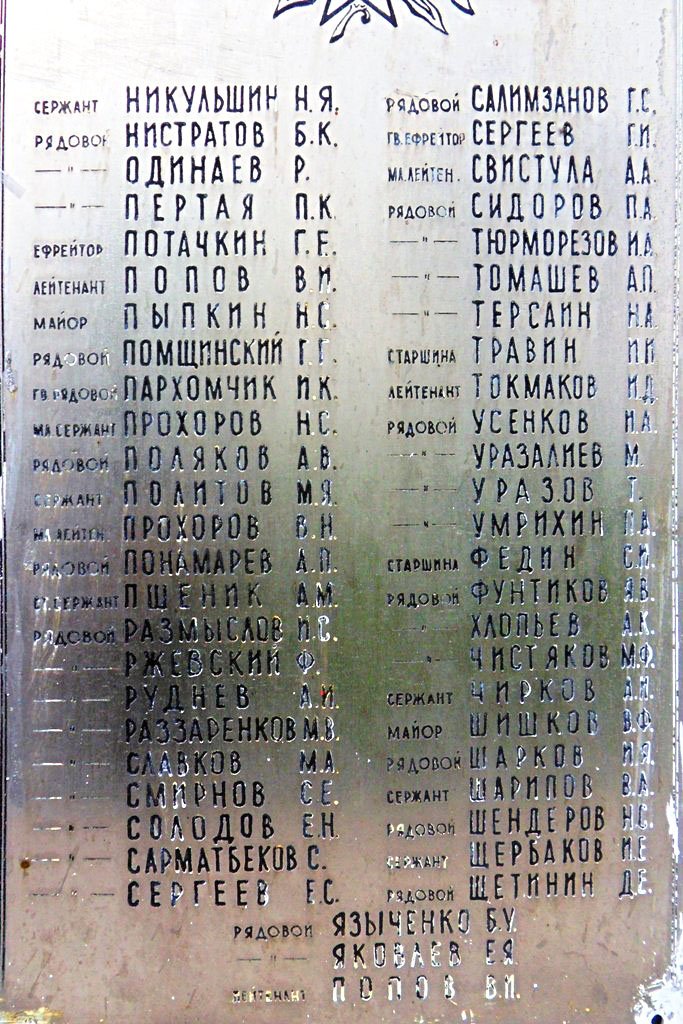 СЕРЖАНТ НИКУЛЬШИН Н.Я.
РЯДОВОЙ НИСТРАТОВ Б.К.
—"— ОДИНАЕВ Р.
—"— ПЕРТАЯ П.К.
ЕФРЕЙТОР ПОТАЧКИН Г.Е.
ЛЕЙТЕНАНТ ПОПОВ В.И.
МАЙОР ПЫПКИН Н.С.
РЯДОВОЙ ПОМЩИНСКИЙ Г.Г.
ГВ.РЯДОВОЙ ПАРХОМЧИК И.К.
МЛ.СЕРЖАНТ ПРОХОРОВ Н.С.
РЯДОВОЙ ПОЛЯКОВ А.В.
СЕРЖАНТ ПОЛИТОВ М.Я.
МЛ.ЛЕЙТЕН. ПРОХОРОВ В.Н.
РЯДОВОЙ ПОНАМАРЕВ А.П.
СТ.СЕРЖАНТ ПШЕНИК А.М.
РЯДОВОЙ РАЗМЫСЛОВ И.С.
—"— РЖЕВСКИЙ Ф.
—"— РУДНЕВ А.И.
—"— РАЗЗАРЕНКОВ М.В.
—"— СЛАВКОВ М.А.
—"— СМИРНОВ С.Е.
—"— СОЛОДОВ Е.Н.
—"— САРМАТБЕКОВ С.
—"— СЕРГЕЕВ Е.С.
РЯДОВОЙ САЛИМЗАНОВ Г.С.
ГВ.ЕФРЕЙТОР СЕРГЕЕВ Г.И.
МЛ.ЛЕЙТЕН. СВИСТУЛА А.А.
РЯДОВОЙ СИДОРОВ П.А.
—"— ТЮРМОРЕЗОВ И.А.
—"— ТОМАШЕВ А.П.
—"— ТЕРСАИН Н.А.
СТАРШИНА ТРАВИН И.И.
ЛЕЙТЕНАНТ ТОКМАКОВ И.Д.
РЯДОВОЙ УСЕНКОВ И.А.
—"— УРАЗАЛИЕВ М.
—"— УРАЗОВ Т.
—"— УМРИХИН П.А.
СТАРШИНА ФЕДИН С.И.
РЯДОВОЙ ФУНТИКОВ Я.В.
—"— ХЛОПЬЕВ А.К.
—"— ЧИСТЯКОВ М.Ф.
СЕРЖАНТ ЧИРКОВ А.И.
МАЙОР ШИШКОВ В.Ф.
РЯДОВОЙ ШАРКОВ И.Я.
СЕРЖАНТ ШАРИПОВ В.А.
РЯДОВОЙ ШЕНДЕРОВ Н.С.
СЕРЖАНТ ЩЕРБАКОВ И.Е.
РЯДОВОЙ ЩЕТИНИН Д.Е.
РЯДОВОЙ ЯЗЫЧЕНКО Б.У.
—"— ЯКОВЛЕВ Е.Я.
ЛЕЙТЕНАНТ ПОПОВ В.И.